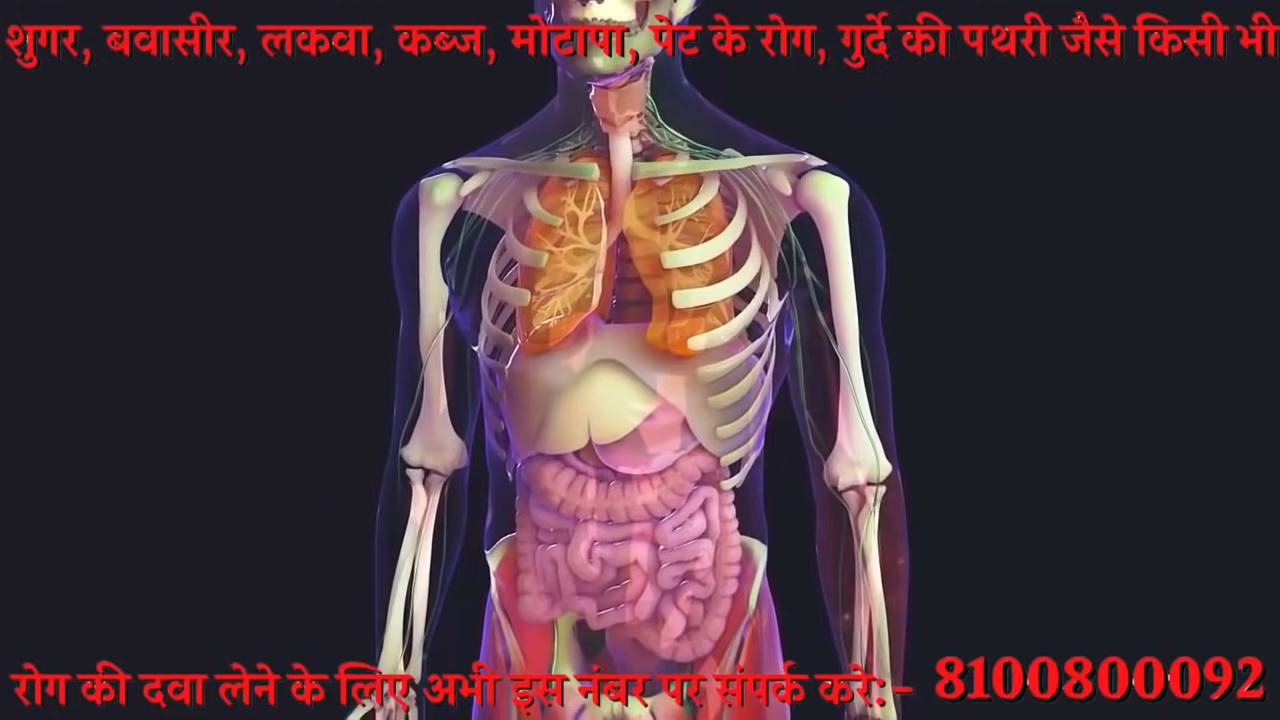 शुगर, बवासीर, लकवा, कब्ज, मोटापा, पेट के रोग, गुर्दे की पथरी जैसे किसी भी
रोग की दवा लेने के लिए अभी इस नंबर पर संपर्क करे:- 8100800092